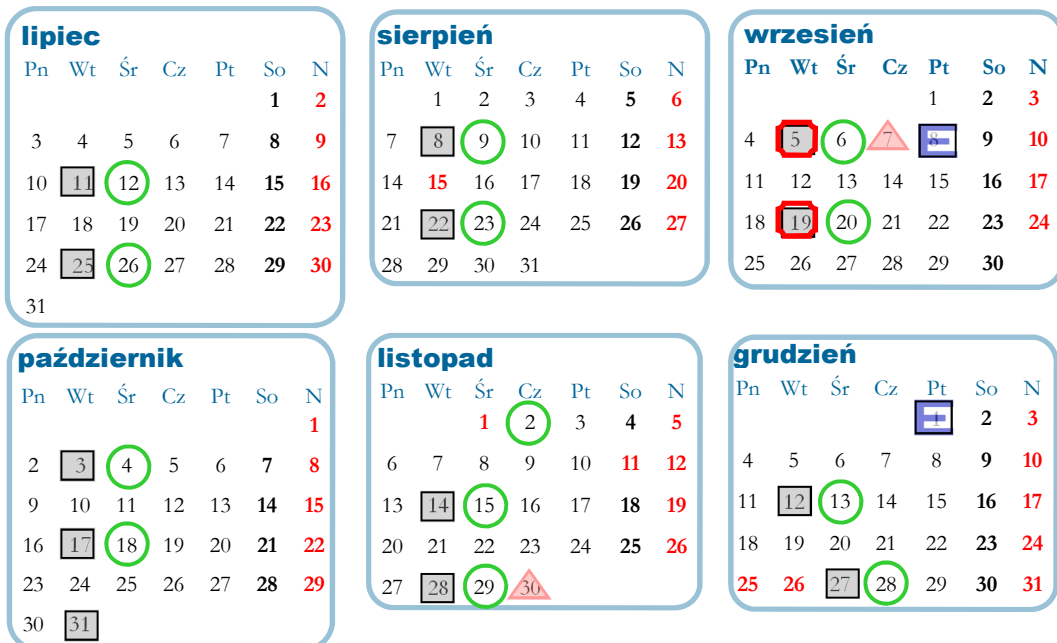 lipiec
Pn Wt Śr Cz Pt So N
1 2
3 4 5 6 7 8 9
10 11 12 13 14 15 16
17 18 19 20 21 22 23
24 25 26 27 28 29 30
31
sierpień
Pn Wt Śr Cz Pt So N
1 2 3 4 5 6
7 8 9 10 11 12 13
14 15 16 17 18 19 20
21 22 23 24 25 26 27
28 29 30 31
wrzesień
Pn Wt Śr Cz Pt So N
1 2 3
4 5 6 7 8 9 10
11 12 13 14 15 16 17
18 19 20 21 22 23 24
25 26 27 28 29 30
październik
Pn Wt Śr Cz Pt So N
1
2 3 4 5 6 7 8
9 10 11 12 13 14 15
16 17 18 19 20 21 22
23 24 25 26 27 28 29
30 31
listopad
Pn Wt Śr Cz Pt So N
1 2 3 4 5
6 7 8 9 10 11 12
13 14 15 16 17 18 19
20 21 22 23 24 25 26
27 28 29 30
grudzień
Pn Wt Śr Cz Pt So N
1 2 3
4 5 6 7 8 9 10
11 12 13 14 15 16 17
18 19 20 21 22 23 24
25 26 27 28 29 30 31